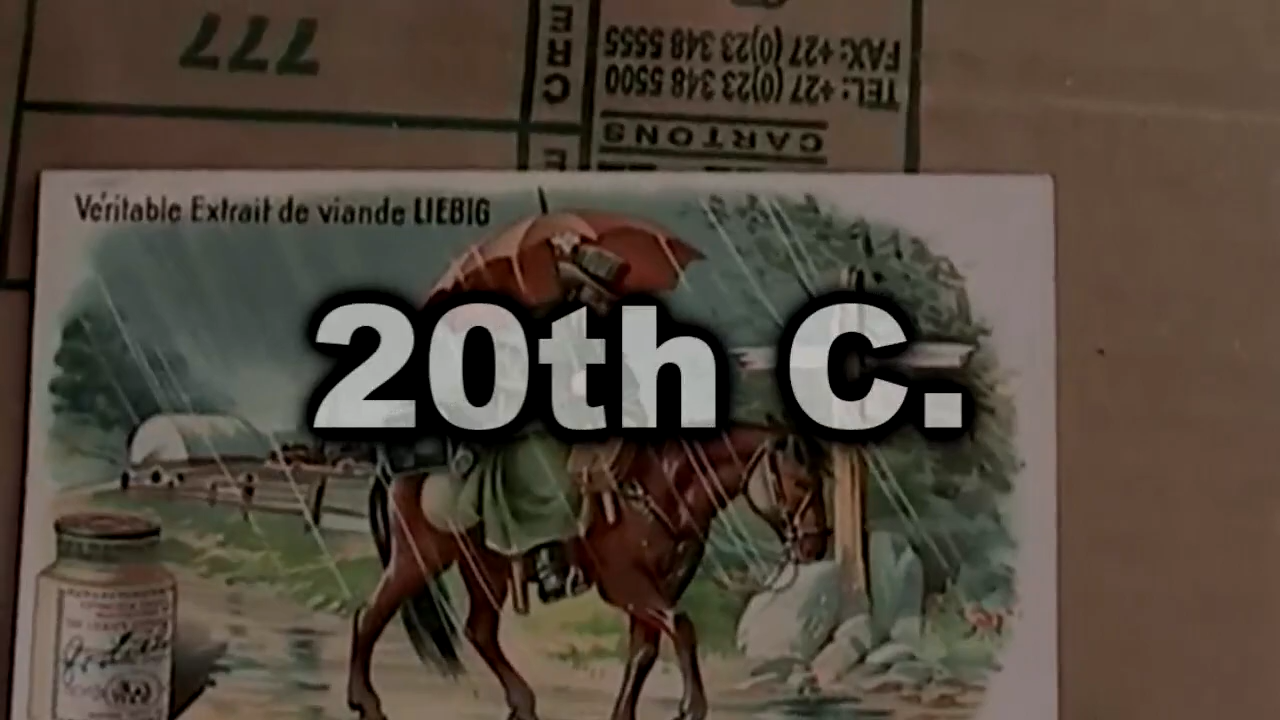 777
CRE
FAX: +27 (0)23 348 5555
TEL: +27 (0)23 348 5500
CARTONS
Véritable Extrait de viande LIEBIG
20th C.